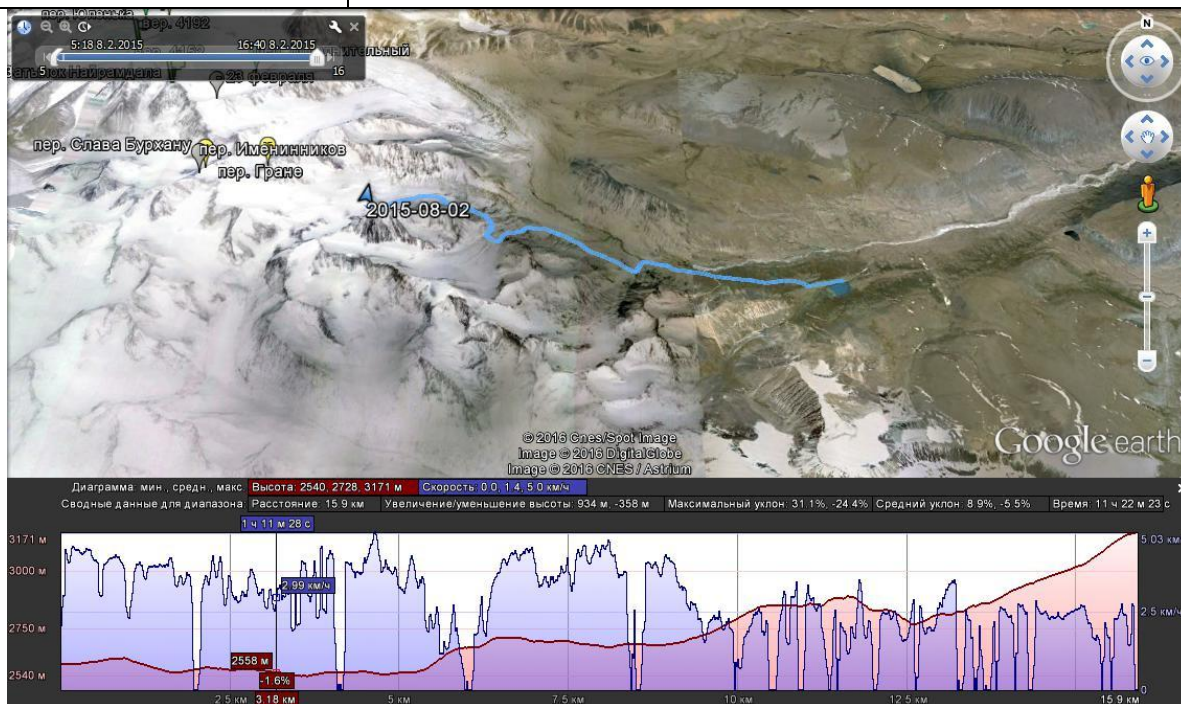 пер. Юленька
вер. 4192
5:18 8.2.2015 16:40 8.2.2015
5 16
Найрамдала
23 февраля
пер. Слава Бурхану
пер. Именинников
пер. Гране
2015-08-02
N
© 2016 Cnes/Spot Image
Image © 2016 DigitalGlobe
Image © 2016 CNES / Astrium
Google earth
Диаграмма: мин., средн., макс Высота: 2540, 2728, 3171 м Скорость: 0.0, 1.4, 5.0 км/ч
Сводные данные для диапазона Расстояние: 15.9 км Увеличение/уменьшение высоты: 934 м, -358 м Максимальный уклон: 31.1%, -24.4% Средний уклон: 8.9%, -5.5% Время: 11 ч 22 м 23 с
1 ч 11 м 28 с
3171 м 5.03 км
3000 м
2.99 км/ч
2.5 км/ч
2750 м
2558 м
-1.6%
2540 м 0
2.5 км 3.18 км 5 км 7.5 км 10 км 12.5 км 15.9 км